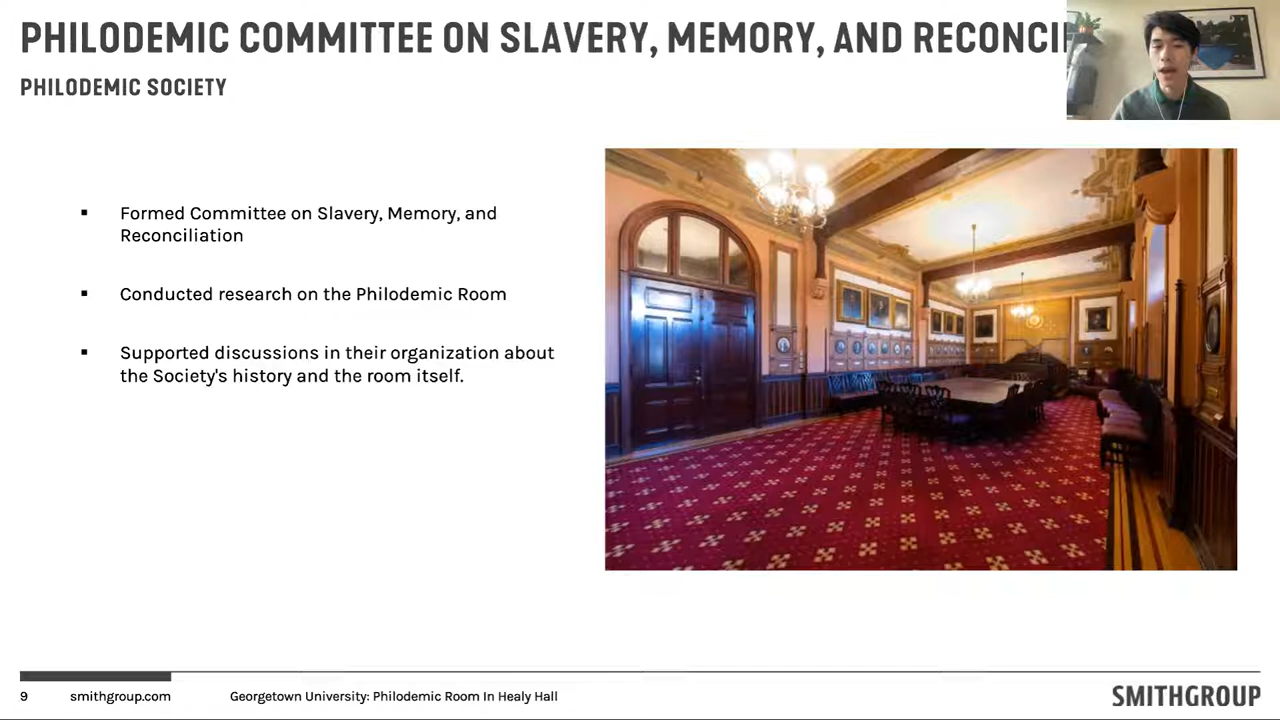 PHILODEMIC COMMITTEE ON SLAVERY, MEMORY, AND
PHILODEMIC SOCIETY
▪ Formed Committee on Slavery, Memory, and
Reconciliation
▪ Conducted research on the Philodemic Room
▪ Supported discussions in their organization about
the Society's history and the room itself.
9 smithgroup.com Georgetown University: Philodemic Room In Healy Hall SMITHGROUP